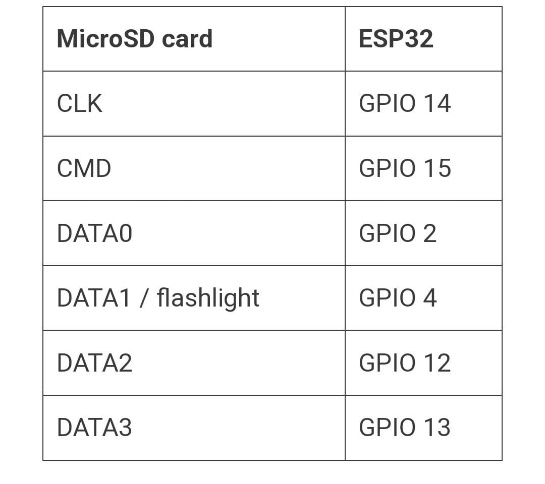 MicroSD card ESP32
CLK GPIO 14
CMD GPIO 15
DATA0 GPIO 2
DATA1 / flashlight GPIO 4
DATA2 GPIO 12
DATA3 GPIO 13